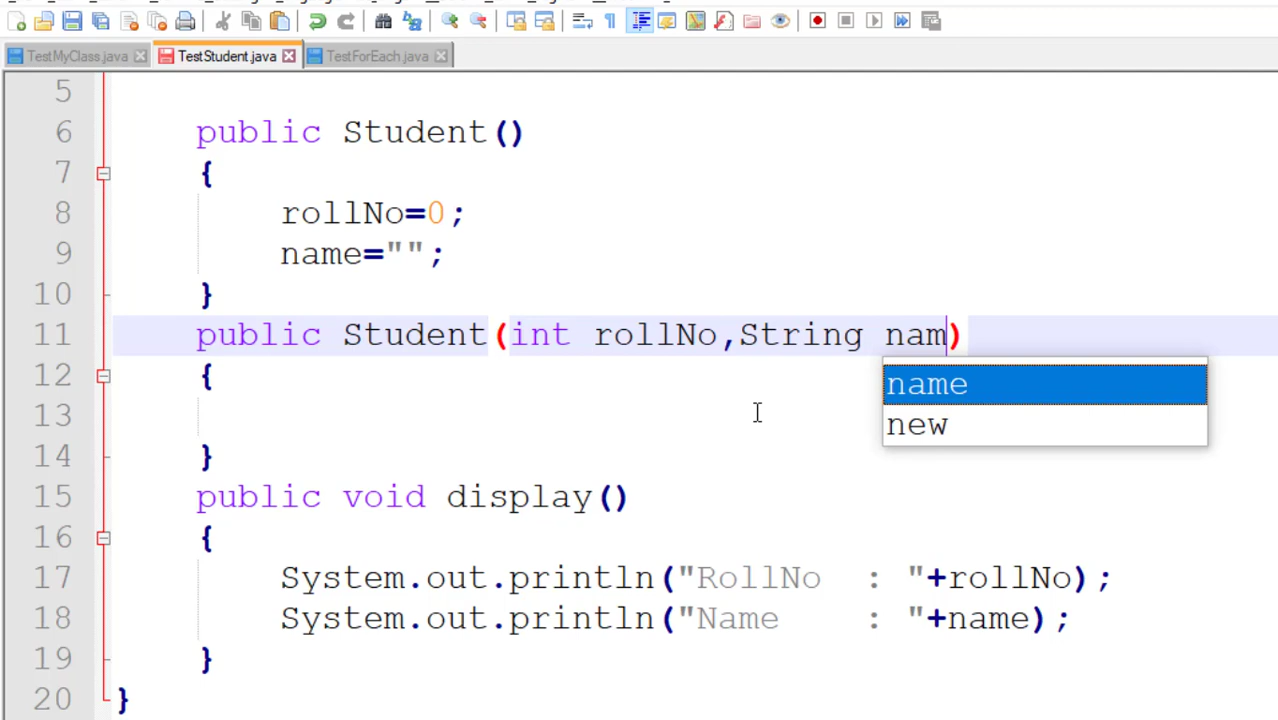 TestMyClass.java TestStudent.java TestForEach.java
5
6 public Student()
7 {
8 rollNo=0;
9 name="";
10 }
11 public Student(int rollNo,String nam)
name
new
12 {
13
14 }
15 public void display()
16 {
17 System.out.println("RollNo : "+rollNo);
18 System.out.println("Name : "+name);
19 }
20 }